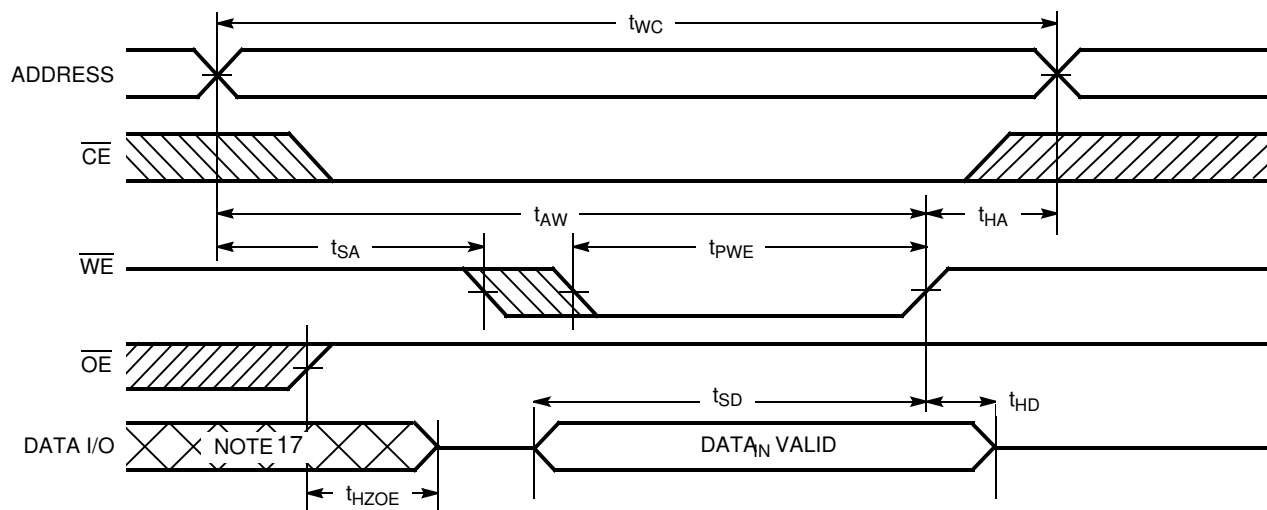 tWC
ADDRESS
CE
tAW
tHA
tSA
tPWE
WE
OE
tSD
tHD
DATA I/O
NOTE 17
DATAIN VALID
tHZOE